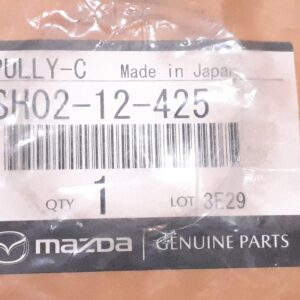 PULLY-C Made in Japan
SH02-12-425
QTY 1 LOT 3E29
mazda GENUINE PARTS